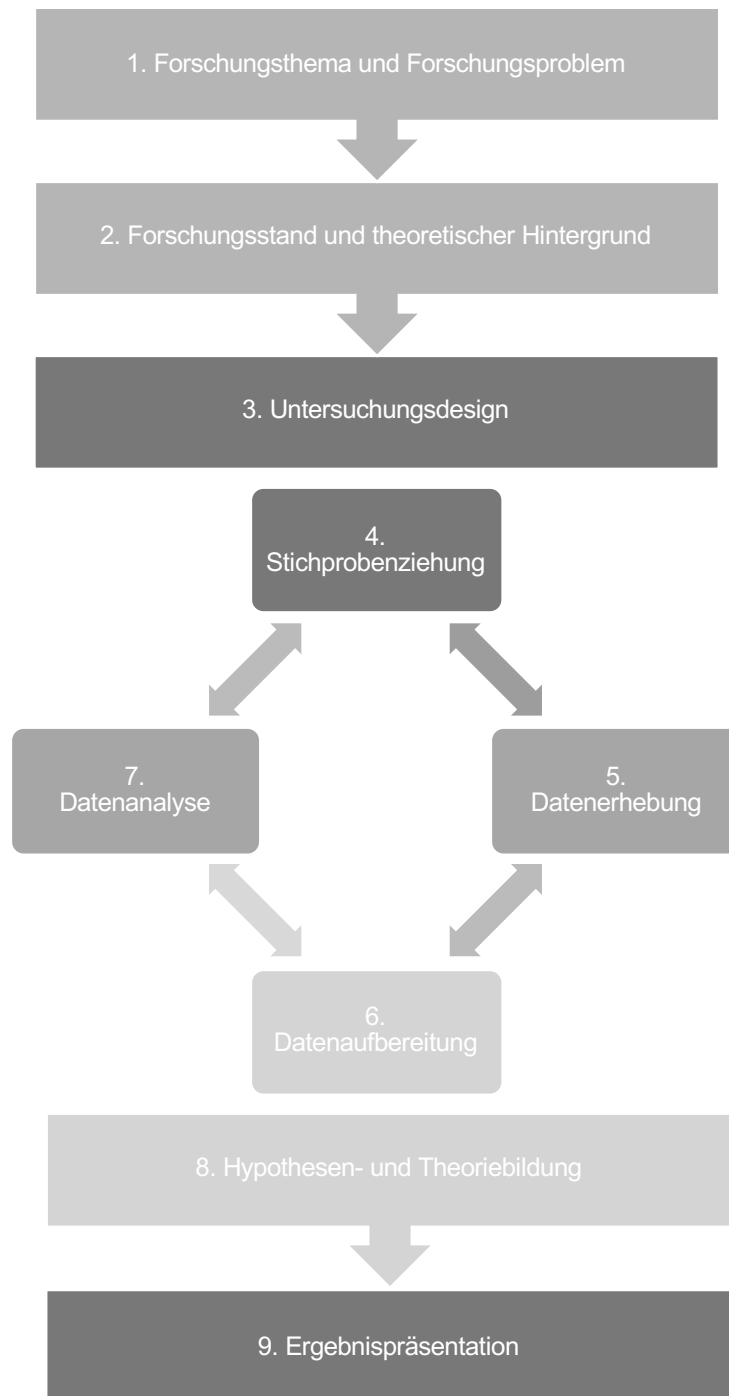 1. Forschungsthema und Forschungsproblem
2. Forschungsstand und theoretischer Hintergrund
3. Untersuchungsdesign
4.
Stichprobenziehung
5.
Datenerhebung
6.
Datenaufbereitung
7.
Datenanalyse
8. Hypothesen- und Theoriebildung
9. Ergebnispräsentation